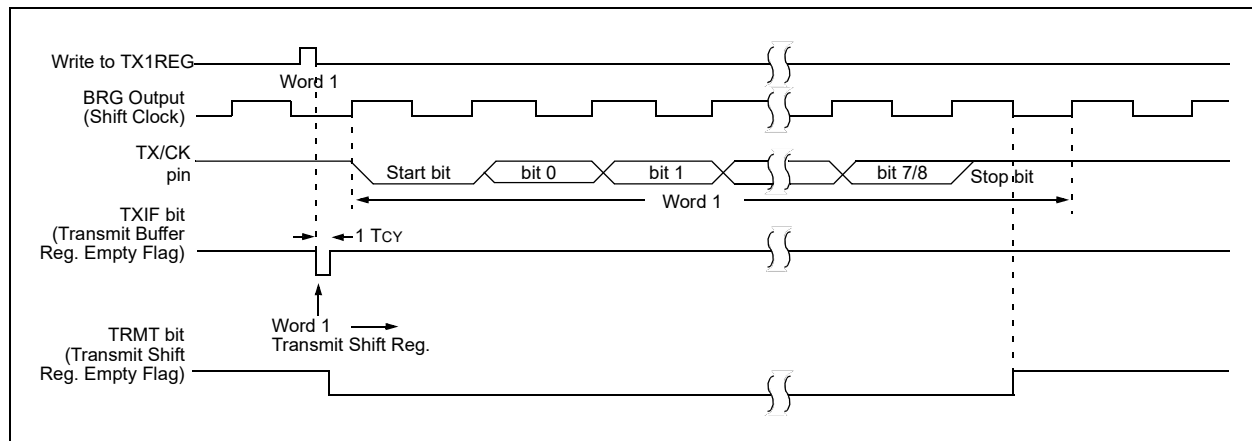 Write to TX1REG
Word 1
BRG Output
(Shift Clock)
TX/CK
pin
Start bit
bit 0
bit 1
bit 7/8
Stop bit
Word 1
TXIF bit
(Transmit Buffer
Reg. Empty Flag)
1 TCY
Word 1
Transmit Shift Reg.
TRMT bit
(Transmit Shift
Reg. Empty Flag)